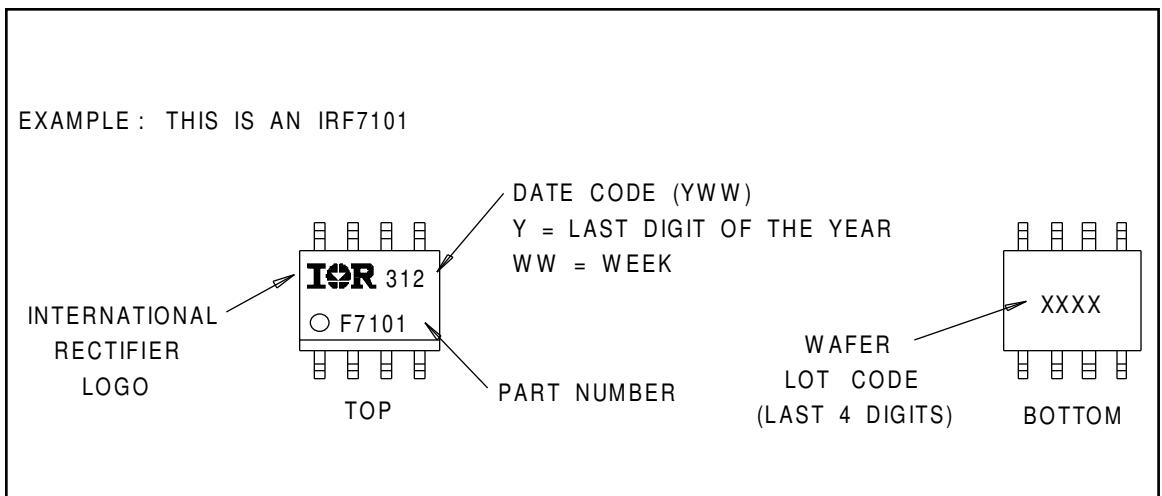 EXAMPLE : THIS IS AN IRF7101
DATE CODE (YWW)
Y = LAST DIGIT OF THE YEAR
WW = WEEK
IOR 312
F7101
INTERNATIONAL
RECTIFIER
LOGO
PART NUMBER
TOP
XXXX
WAFER
LOT CODE
(LAST 4 DIGITS)
BOTTOM